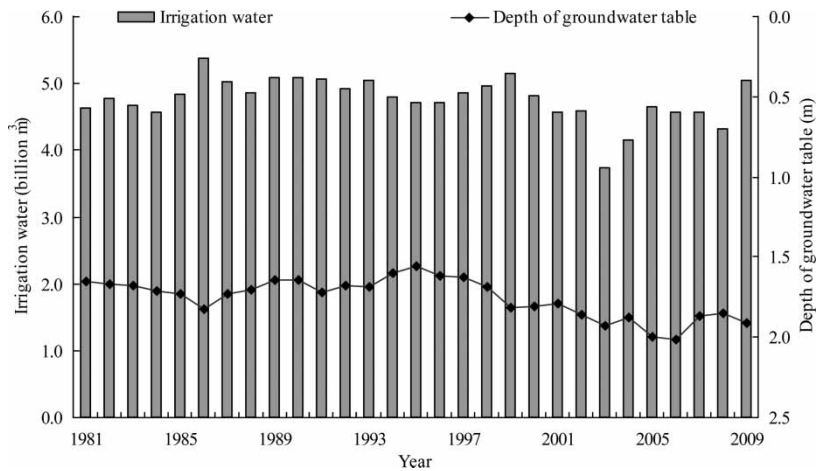 Irrigation water
Depth of groundwater table
6.0
5.0
4.0
3.0
2.0
1.0
0.0
Irrigation water (billion m³)
0.0
0.5
1.0
1.5
2.0
2.5
Depth of groundwater table (m)
1981 1985 1989 1993 1997 2001 2005 2009
Year